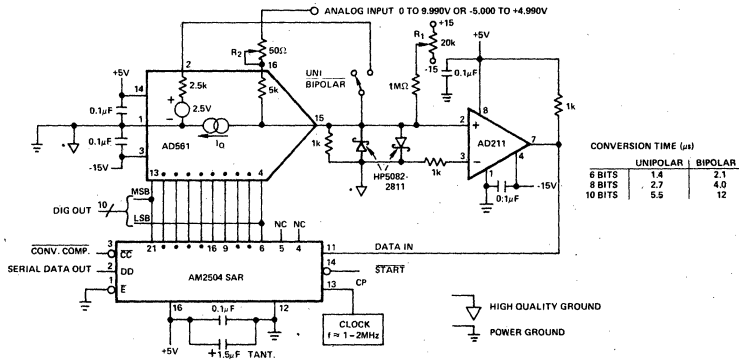 ANALOG INPUT 0 TO 9.990V OR -5.000 TO +4.990V
+15
R1
20k
-15
+5V
R2
50Ω
2
16
UNI
BIPOLAR
1MΩ
0.1µF
+5V
14
2.5k
+
2.5V
-
5k
8
1k
0.1µF
1
15
2
+
AD211
7
0.1µF
3
-15V
AD561
IO
1k
HP5082-
2811
1k
3
-
4
1
-15V
0.1µF
CONVERSION TIME (µs)
UNIPOLAR BIPOLAR
6 BITS 1.4 2.1
8 BITS 2.7 4.0
10 BITS 5.5 12
13
4
MSB
DIG OUT 10
LSB
NC NC
21 16 9 6 5 4
CONV. COMP. 3 CC
11 DATA IN
14 START
SERIAL DATA OUT 2 DD
AM2504 SAR
13 CP
1 E
16
12
+5V
0.1µF
+1.5µF TANT.
CLOCK
f ≈ 1-2MHz
HIGH QUALITY GROUND
POWER GROUND